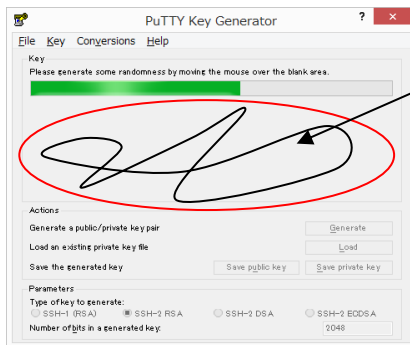 PuTTY Key Generator
? ×
File Key Conversions Help
Key
Please generate some randomness by moving the mouse over the blank area.
Actions
Generate a public/private key pair
Generate
Load an existing private key file
Load
Save the generated key
Save public key
Save private key
Parameters
Type of key to generate:
SSH-1 (RSA) SSH-2 RSA SSH-2 DSA SSH-2 ECDSA
Number of bits in a generated key:
2048